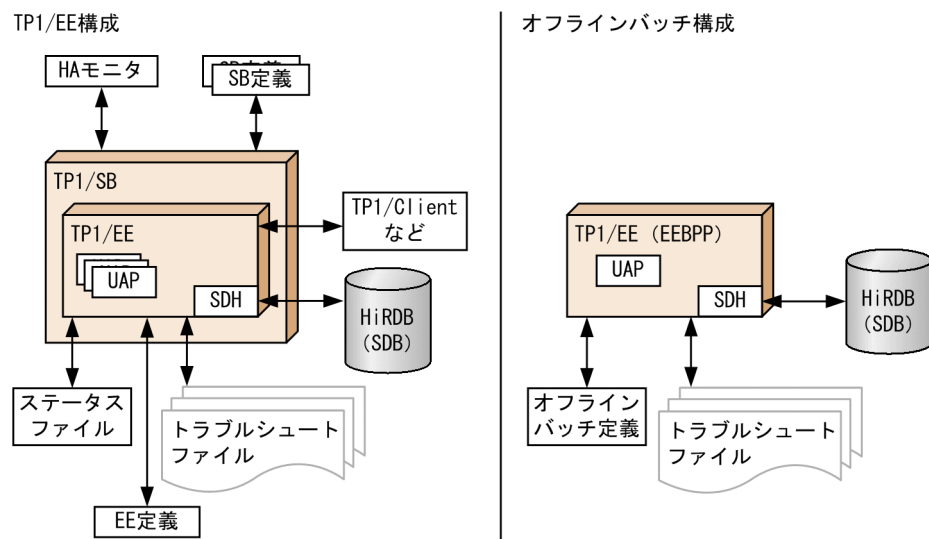 TP1/EE構成
HAモニタ
SB定義
TP1/SB
TP1/EE
UAP
SDH
TP1/Client
など
HiRDB
(SDB)
ステータス
ファイル
トラブルシュート
ファイル
EE定義
オフラインバッチ構成
TP1/EE（EEBPP）
UAP
SDH
HiRDB
(SDB)
オフライン
バッチ定義
トラブルシュート
ファイル